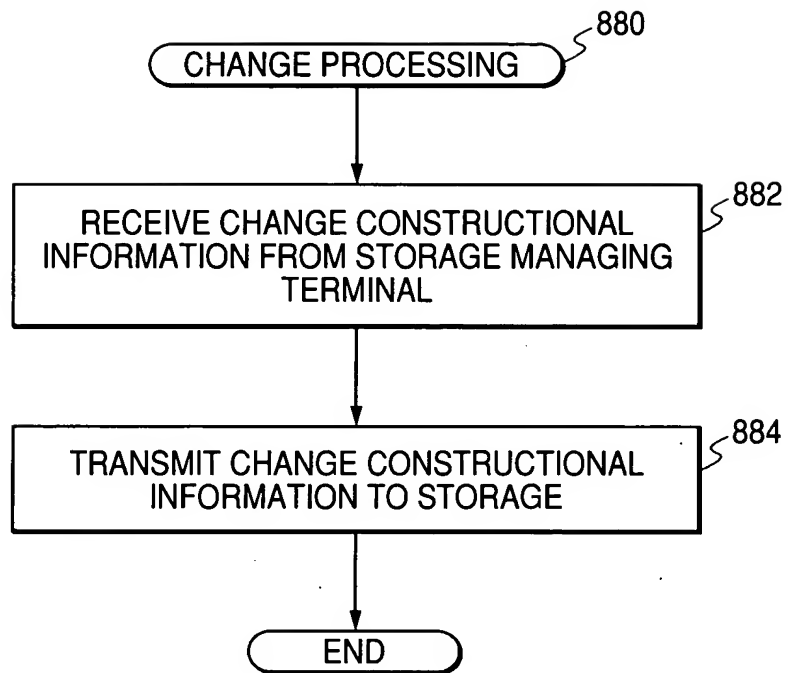 880
CHANGE PROCESSING
882
RECEIVE CHANGE CONSTRUCTIONAL
INFORMATION FROM STORAGE MANAGING
TERMINAL
884
TRANSMIT CHANGE CONSTRUCTIONAL
INFORMATION TO STORAGE
END